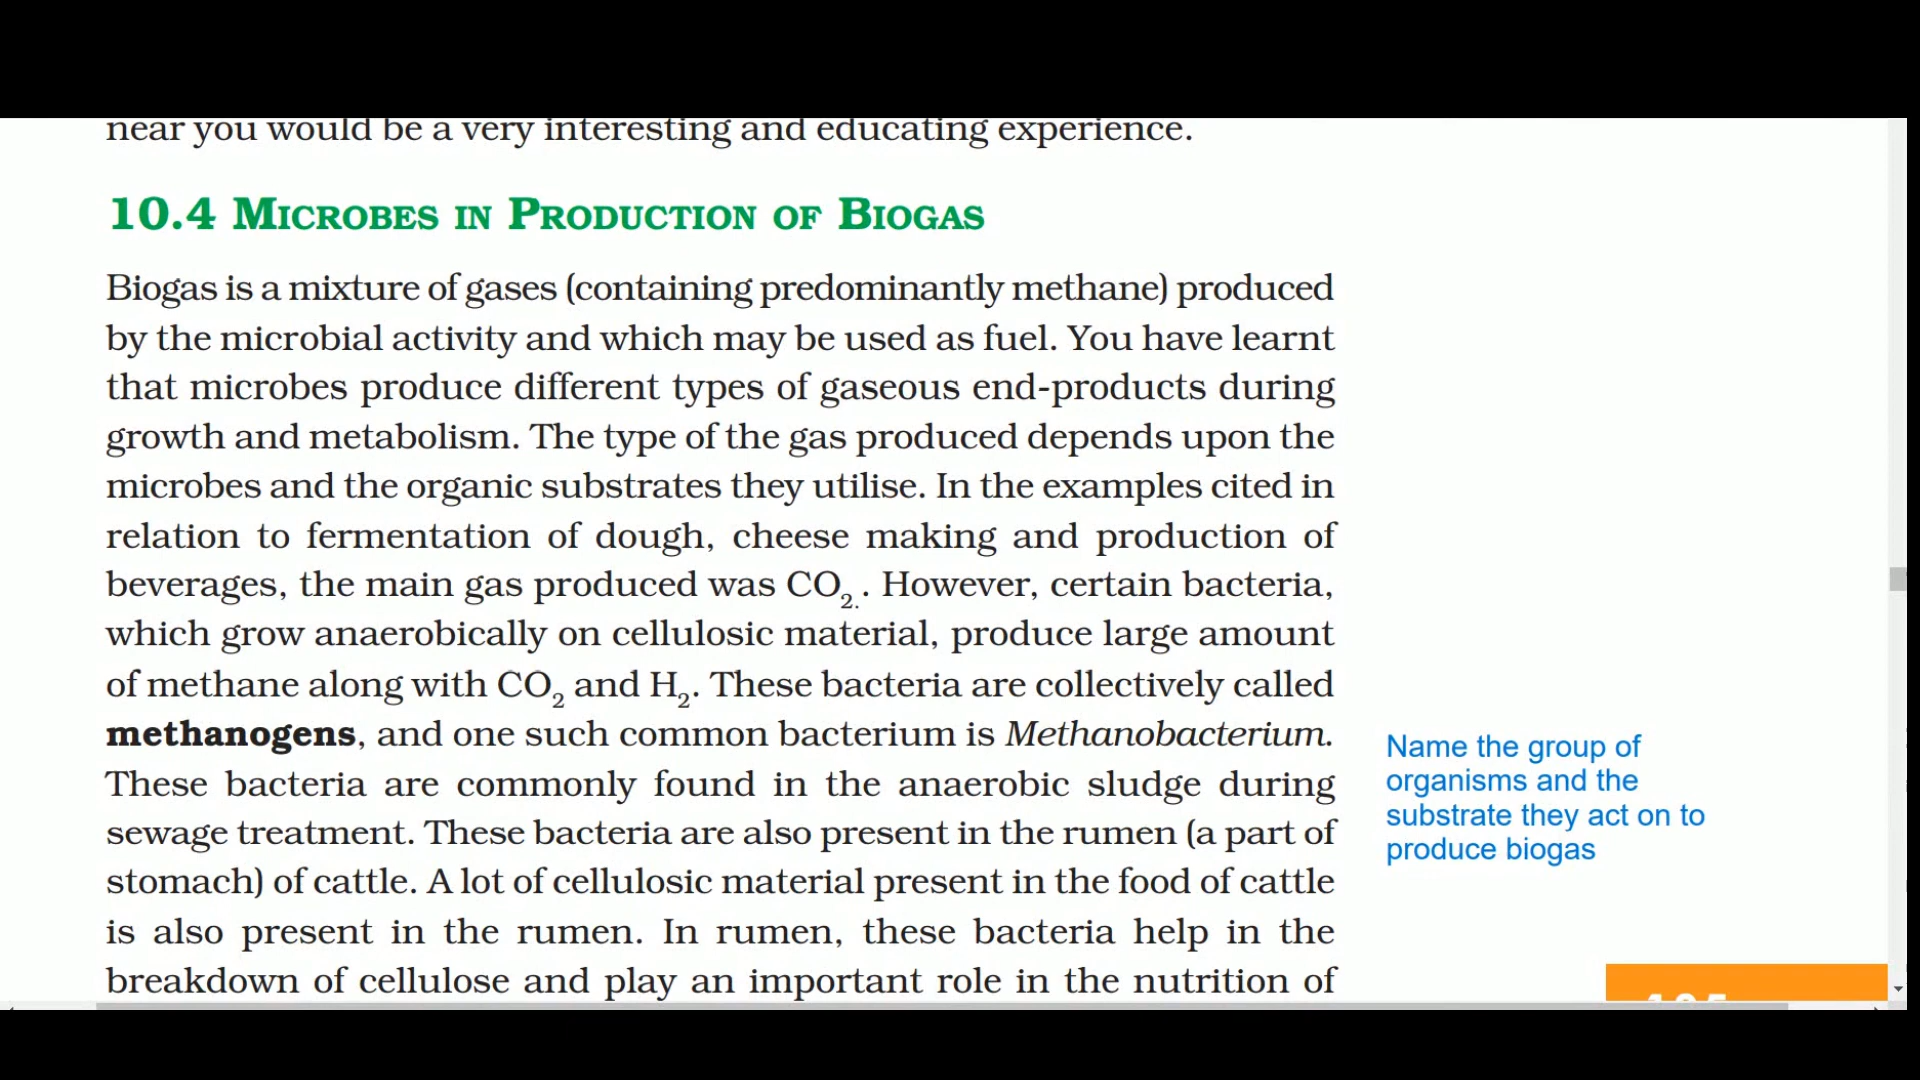 near you would be a very interesting and educating experience.
10.4 MICROBES IN PRODUCTION OF BIOGAS
Biogas is a mixture of gases (containing predominantly methane) produced
by the microbial activity and which may be used as fuel. You have learnt
that microbes produce different types of gaseous end-products during
growth and metabolism. The type of the gas produced depends upon the
microbes and the organic substrates they utilise. In the examples cited in
relation to fermentation of dough, cheese making and production of
beverages, the main gas produced was CO₂.. However, certain bacteria,
which grow anaerobically on cellulosic material, produce large amount
of methane along with CO₂ and H₂. These bacteria are collectively called
methanogens, and one such common bacterium is Methanobacterium.
These bacteria are commonly found in the anaerobic sludge during
sewage treatment. These bacteria are also present in the rumen (a part of
stomach) of cattle. A lot of cellulosic material present in the food of cattle
is also present in the rumen. In rumen, these bacteria help in the
breakdown of cellulose and play an important role in the nutrition of
Name the group of
organisms and the
substrate they act on to
produce biogas